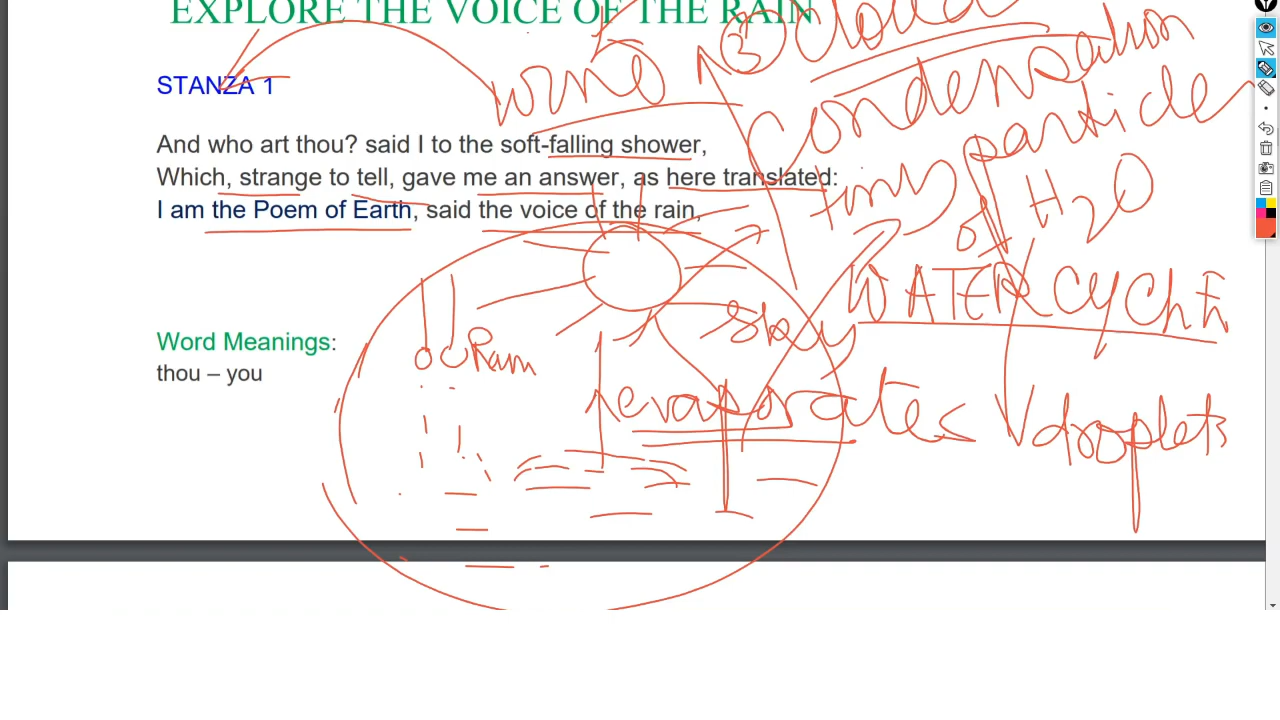 EXPLORE THE VOICE OF THE RAIN
③ Cloud
wind
Condensation
STANZA 1
tiny particle
And who art thou? said I to the soft-falling shower,
Which, strange to tell, gave me an answer, as here translated:
I am the Poem of Earth, said the voice of the rain,
of H2O
WATER CYCLE
sky
Rain
Word Meanings:
thou – you
evaporates
droplets